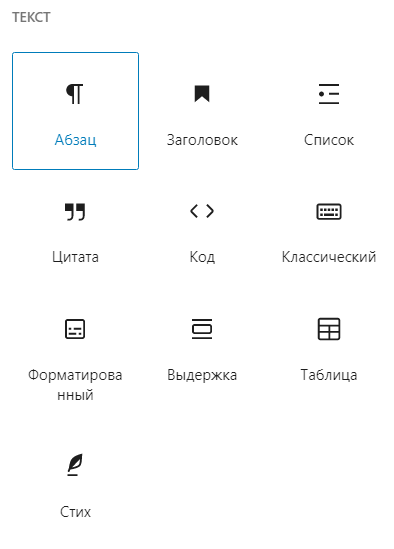 ТЕКСТ
Абзац
Заголовок
Список
Цитата
Код
Классический
Форматирова
нный
Выдержка
Таблица
Стих